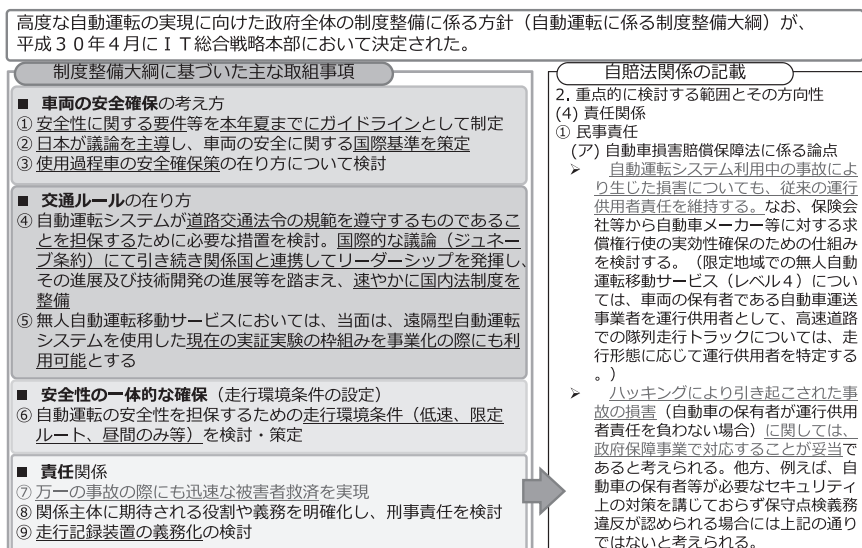 高度な自動運転の実現に向けた政府全体の制度整備に係る方針（自動運転に係る制度整備大綱）が、
平成３０年４月にＩＴ総合戦略本部において決定された。
制度整備大綱に基づいた主な取組事項
■ 車両の安全確保の考え方
① 安全性に関する要件等を本年夏までにガイドラインとして制定
② 日本が議論を主導し、車両の安全に関する国際基準を策定
③ 使用過程車の安全確保策の在り方について検討
■ 交通ルールの在り方
④ 自動運転システムが道路交通法令の規範を遵守するものであるこ
とを担保するために必要な措置を検討。国際的な議論（ジュネー
ブ条約）にて引き続き関係国と連携してリーダーシップを発揮し、
その進展及び技術開発の進展等を踏まえ、速やかに国内法制度を
整備
⑤ 無人自動運転移動サービスにおいては、当面は、遠隔型自動運転
システムを使用した現在の実証実験の枠組みを事業化の際にも利
用可能とする
■ 安全性の一体的な確保（走行環境条件の設定）
⑥ 自動運転の安全性を担保するための走行環境条件（低速、限定
ルート、昼間のみ等）を検討・策定
■ 責任関係
⑦ 万一の事故の際にも迅速な被害者救済を実現
⑧ 関係主体に期待される役割や義務を明確化し、刑事責任を検討
⑨ 走行記録装置の義務化の検討
自賠法関係の記載
2. 重点的に検討する範囲とその方向性
(4) 責任関係
① 民事責任
(ア) 自動車損害賠償保障法に係る論点
➢ 自動運転システム利用中の事故によ
り生じた損害についても、従来の運行
供用者責任を維持する。なお、保険会
社等から自動車メーカー等に対する求
償権行使の実効性確保のための仕組み
を検討する。（限定地域での無人自動
運転移動サービス（レベル４）につい
ては、車両の保有者である自動車運送
事業者を運行供用者として、高速道路
での隊列走行トラックについては、走
行形態に応じて運行供用者を特定する
。）
➢ ハッキングにより引き起こされた事
故の損害（自動車の保有者が運行供用
者責任を負わない場合）に関しては、
政府保障事業で対応することが妥当で
あると考えられる。他方、例えば、自
動車の保有者等が必要なセキュリティ
上の対策を講じておらず保守点検義務
違反が認められる場合には上記の通り
ではないと考えられる。